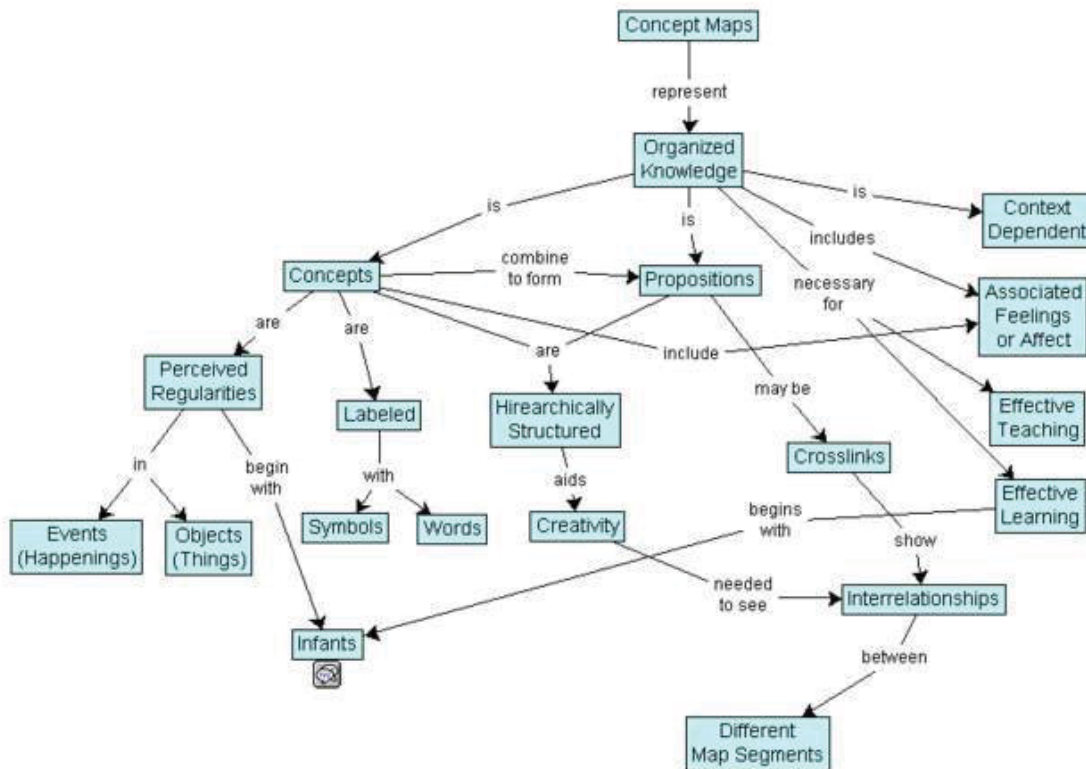 Concept Maps
represent
Organized
Knowledge
is
is
is
includes
necessary
for
Context
Dependent
Concepts
combine
to form
Propositions
Associated
Feelings
or Affect
are
are
are
include
may be
Perceived
Regularities
Labeled
Hirearchically
Structured
Effective
Teaching
Crosslinks
in
begin
with
with
aids
Effective
Learning
Events
(Happenings)
Objects
(Things)
Symbols
Words
Creativity
begins
with
show
needed
to see
Interrelationships
Infants
between
Different
Map Segments